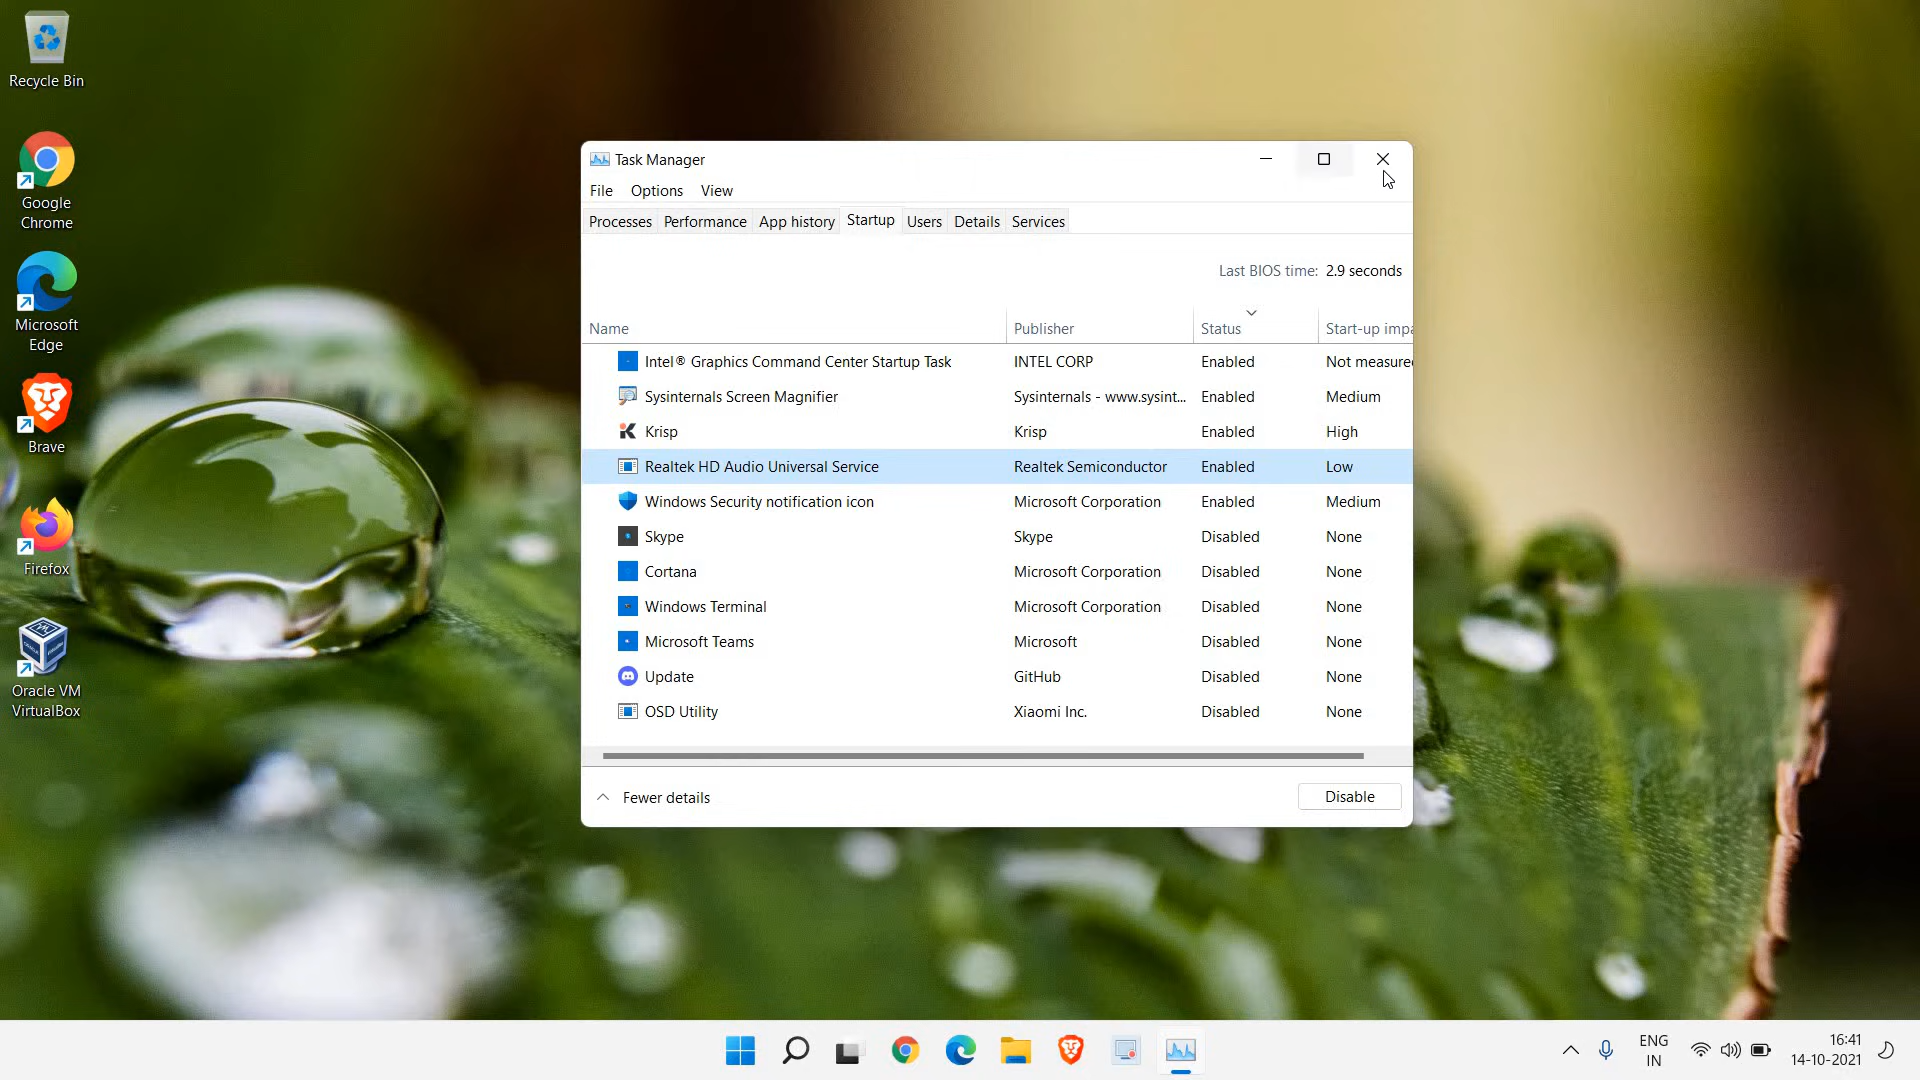 Recycle Bin
Google
Chrome
Microsoft
Edge
Brave
Firefox
Oracle VM
VirtualBox
Task Manager
File Options View
Processes Performance App history Startup Users Details Services
Last BIOS time: 2.9 seconds
Name Publisher Status Start-up impa
Intel® Graphics Command Center Startup Task INTEL CORP Enabled Not measured
Sysinternals Screen Magnifier Sysinternals - www.sysint... Enabled Medium
Krisp Krisp Enabled High
Realtek HD Audio Universal Service Realtek Semiconductor Enabled Low
Windows Security notification icon Microsoft Corporation Enabled Medium
Skype Skype Disabled None
Cortana Microsoft Corporation Disabled None
Windows Terminal Microsoft Corporation Disabled None
Microsoft Teams Microsoft Disabled None
Update GitHub Disabled None
OSD Utility Xiaomi Inc. Disabled None
Fewer details Disable
ENG
IN
16:41
14-10-2021